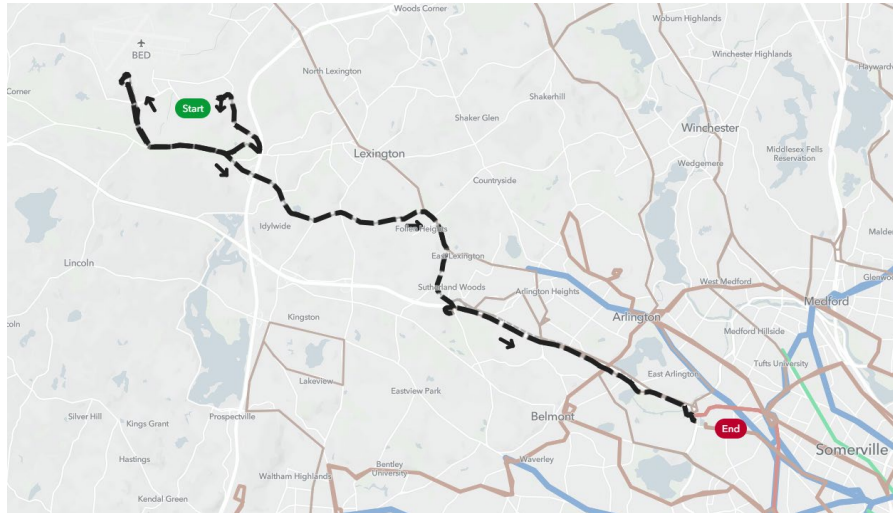 Woods Corner
Woburn Highlands
BED
Winchester Highlands
North Lexington
Hayward
Corner
Shakerhill
Start
Shaker Glen
Winchester
Middlesex Fells
Reservation
Lexington
Wedgemere
Countryside
Idylwide
Follen Heights
Malde
East Lexington
Lincoln
Glenwoo
Sutherland Woods
Arlington Heights
West Medford
Medford
coln
Kingston
Arlington
Medford Hillside
Tufts University
Lakeview
East Arlington
Eastview Park
Silver Hill
Kings Grant
Prospectville
Belmont
End
Somerville
Hastings
Waverley
Bentley
University
Waltham Highlands
Kendal Green